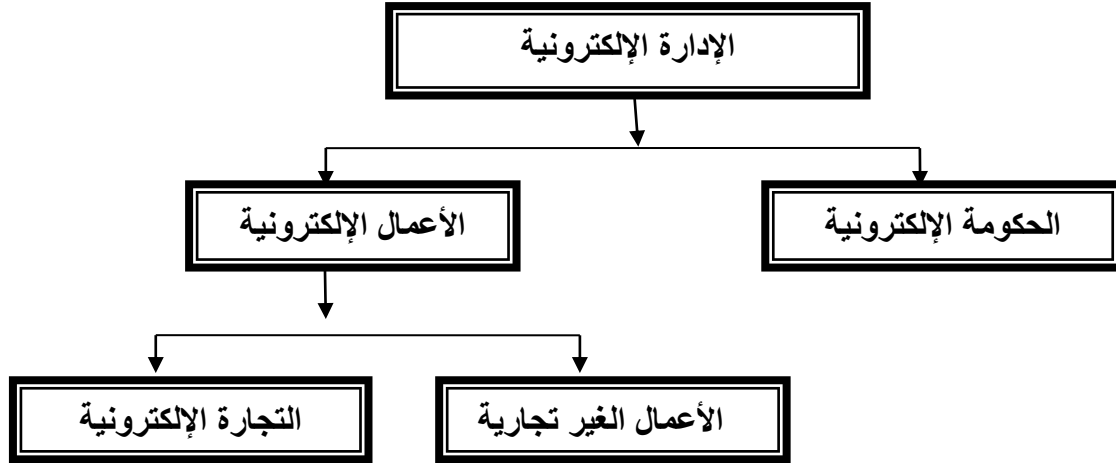 الإدارة الإلكترونية
الحكومة الإلكترونية
الأعمال الإلكترونية
الأعمال الغير تجارية
التجارة الإلكترونية